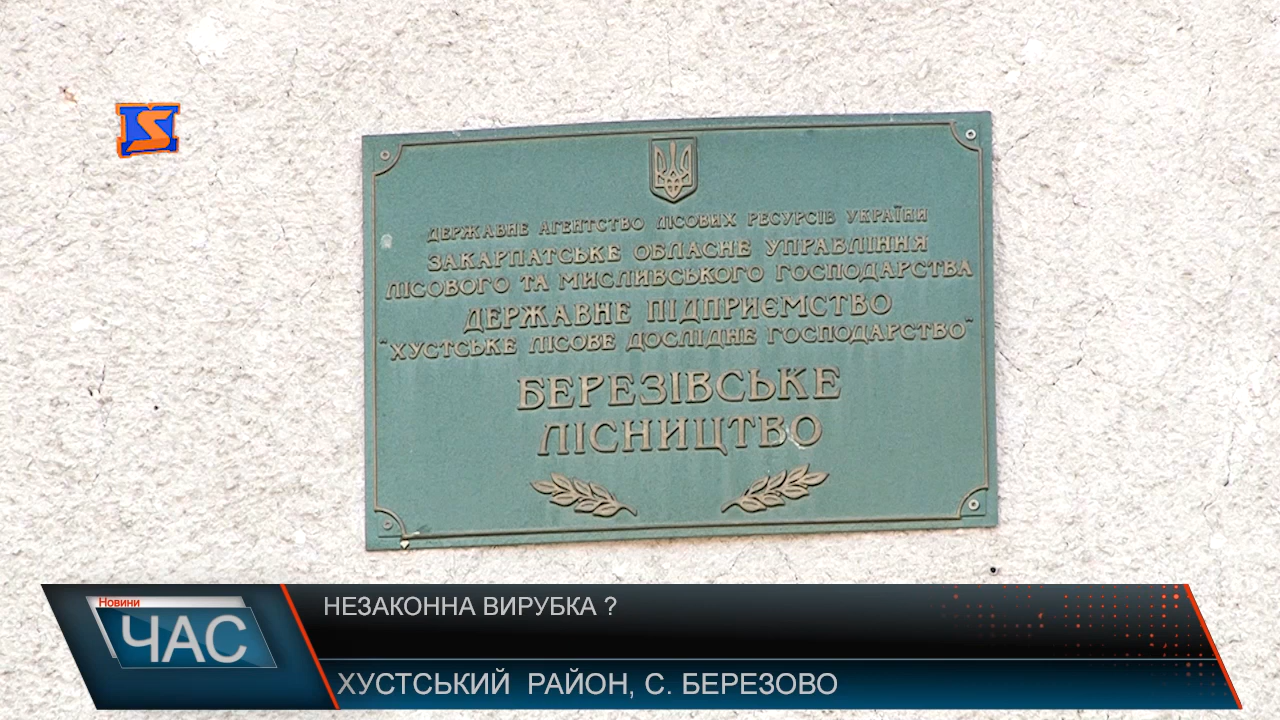 ДЕРЖАВНЕ АГЕНТСТВО ЛІСОВИХ РЕСУРСІВ УКРАЇНИ
ЗАКАРПАТСЬКЕ ОБЛАСНЕ УПРАВЛІННЯ
ЛІСОВОГО ТА МИСЛИВСЬКОГО ГОСПОДАРСТВА
ДЕРЖАВНЕ ПІДПРИЄМСТВО
"ХУСТСЬКЕ ЛІСОВЕ ДОСЛІДНЕ ГОСПОДАРСТВО"
БЕРЕЗІВСЬКЕ
ЛІСНИЦТВО
Новини
ЧАС
НЕЗАКОННА ВИРУБКА ?
ХУСТСЬКИЙ РАЙОН, С. БЕРЕЗОВО